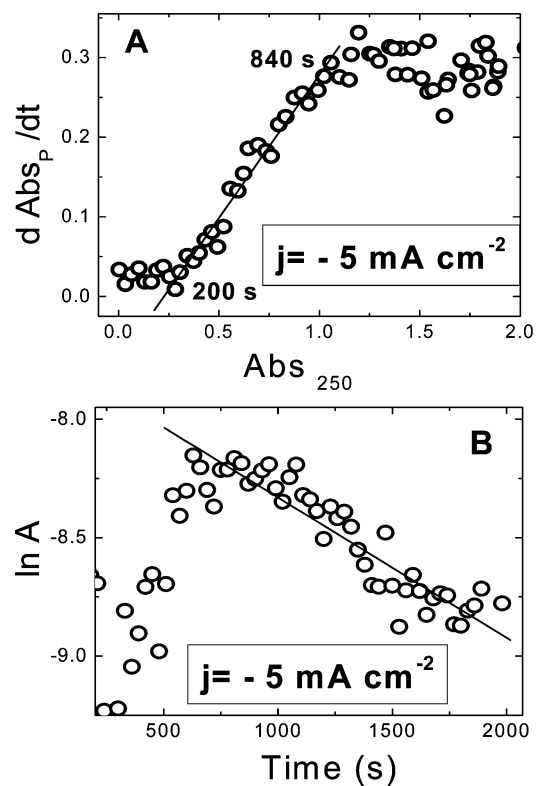 A
d Abs_P /dt
0.3
0.2
0.1
0.0
840 s
200 s
j= - 5 mA cm⁻²
0.0 0.5 1.0 1.5 2.0
Abs ₂₅₀
B
ln A
-8.0
-8.5
-9.0
j= - 5 mA cm⁻²
500 1000 1500 2000
Time (s)